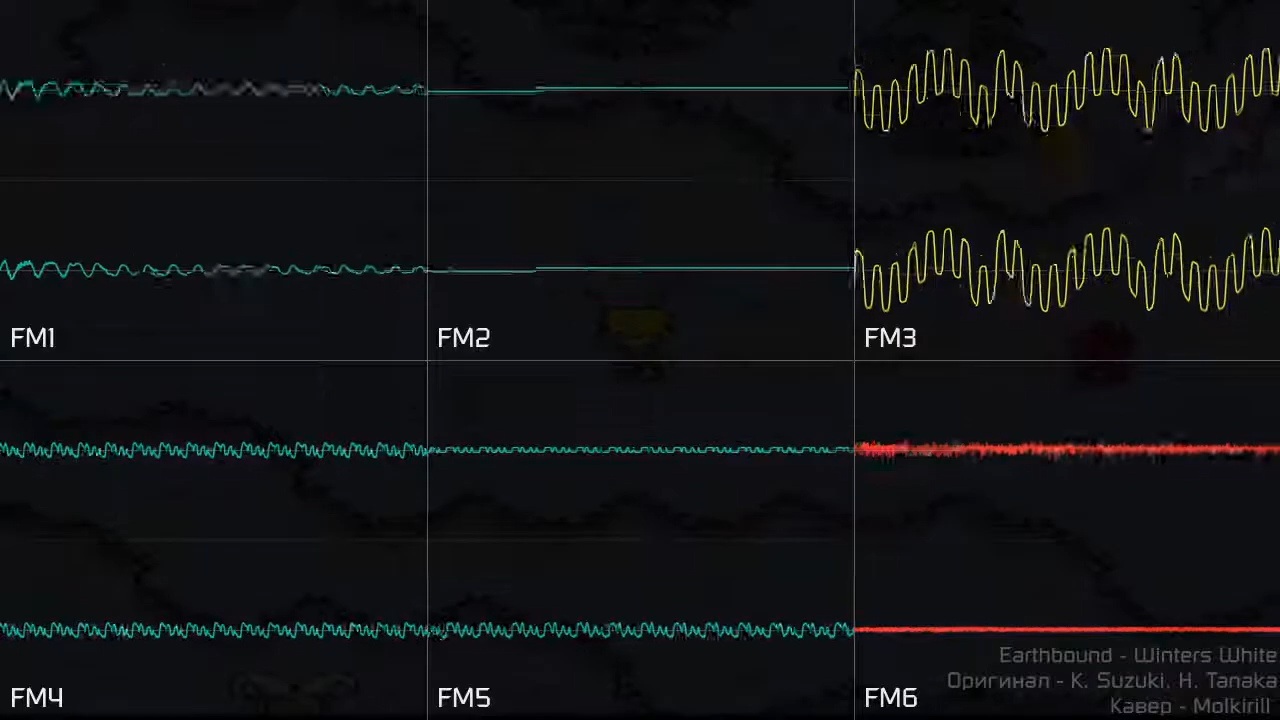 FM1
FM2
FM3
FM4
FM5
FM6
Earthbound - Winters White
Оригинал - K. Suzuki, H. Tanaka
Кавер - Molkirill